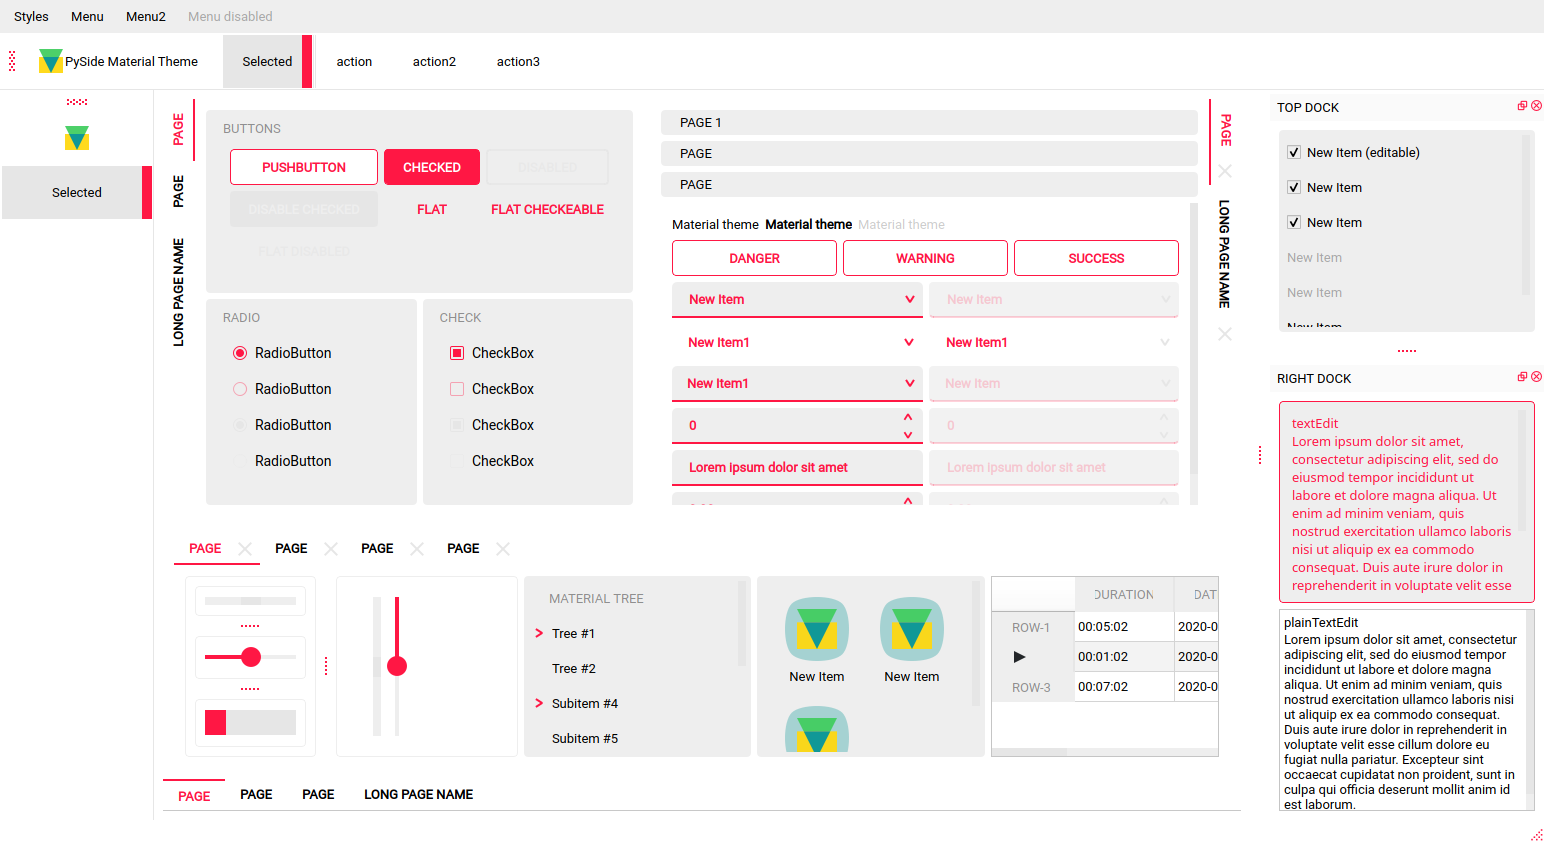 Styles Menu Menu2 Menu disabled
PySide Material Theme Selected action action2 action3
Selected
PAGE
PAGE
LONG PAGE NAME
BUTTONS
PUSHBUTTON CHECKED DISABLED
DISABLE CHECKED FLAT FLAT CHECKEABLE
FLAT DISABLED
RADIO
RadioButton
RadioButton
RadioButton
RadioButton
CHECK
CheckBox
CheckBox
CheckBox
CheckBox
PAGE 1
PAGE
PAGE
Material theme Material theme Material theme
DANGER WARNING SUCCESS
New Item New Item
New Item1 New Item1
New Item1 New Item
0 0
Lorem ipsum dolor sit amet Lorem ipsum dolor sit amet
PAGE
LONG PAGE NAME
TOP DOCK
New Item (editable)
New Item
New Item
New Item
New Item
New Item
RIGHT DOCK
textEdit
Lorem ipsum dolor sit amet,
consectetur adipiscing elit, sed do
eiusmod tempor incididunt ut
labore et dolore magna aliqua. Ut
enim ad minim veniam, quis
nostrud exercitation ullamco laboris
nisi ut aliquip ex ea commodo
consequat. Duis aute irure dolor in
reprehenderit in voluptate velit esse
plainTextEdit
Lorem ipsum dolor sit amet, consectetur
adipiscing elit, sed do eiusmod tempor
incididunt ut labore et dolore magna
aliqua. Ut enim ad minim veniam, quis
nostrud exercitation ullamco laboris nisi
ut aliquip ex ea commodo consequat.
Duis aute irure dolor in reprehenderit in
voluptate velit esse cillum dolore eu
fugiat nulla pariatur. Excepteur sint
occaecat cupidatat non proident, sunt in
culpa qui officia deserunt mollit anim id
est laborum.
PAGE PAGE PAGE PAGE
MATERIAL TREE
Tree #1
Tree #2
Subitem #4
Subitem #5
New Item New Item
DURATION DAT
ROW-1 00:05:02 2020-0
00:01:02 2020-0
ROW-3 00:07:02 2020-0
PAGE PAGE PAGE LONG PAGE NAME